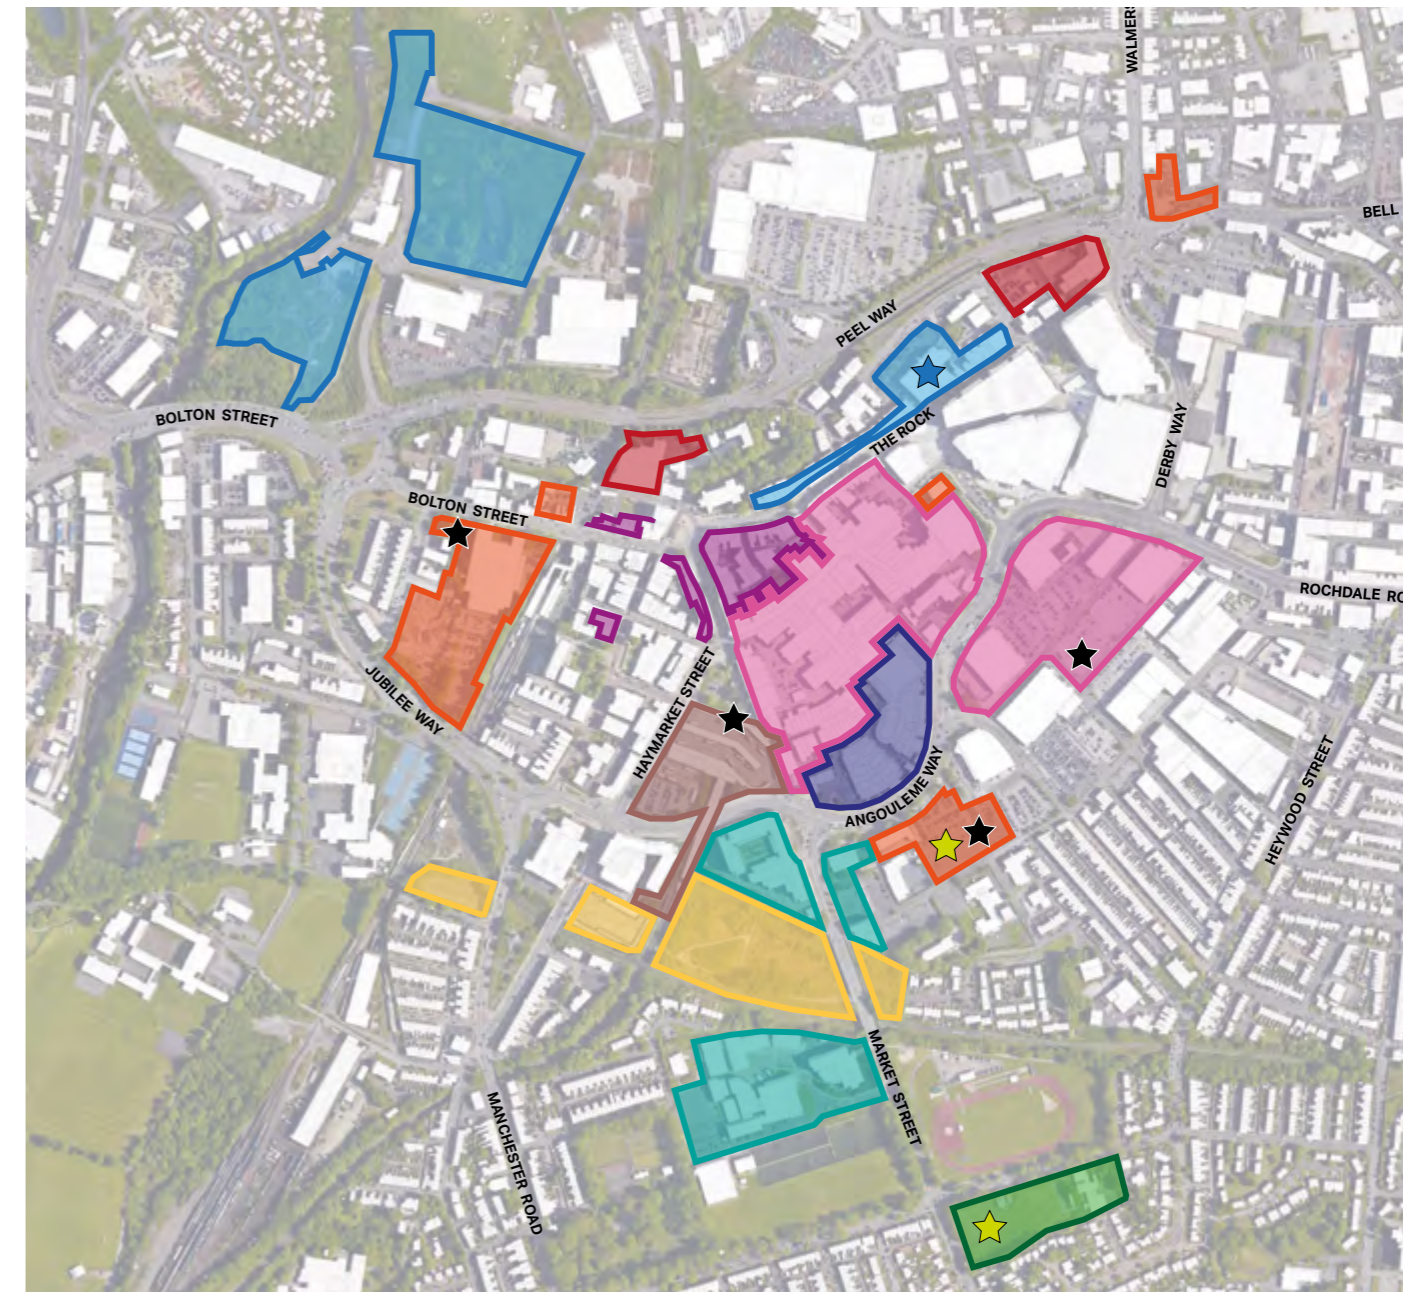 WALMERS
BELL
PEEL WAY
BOLTON STREET
THE ROCK
DERBY WAY
BOLTON STREET
ROCHDALE RO
HAYMARKET STREET
JUBILEE WAY
ANGOULEME WAY
HEYWOOD STREET
MARKET STREET
MANCHESTER ROAD